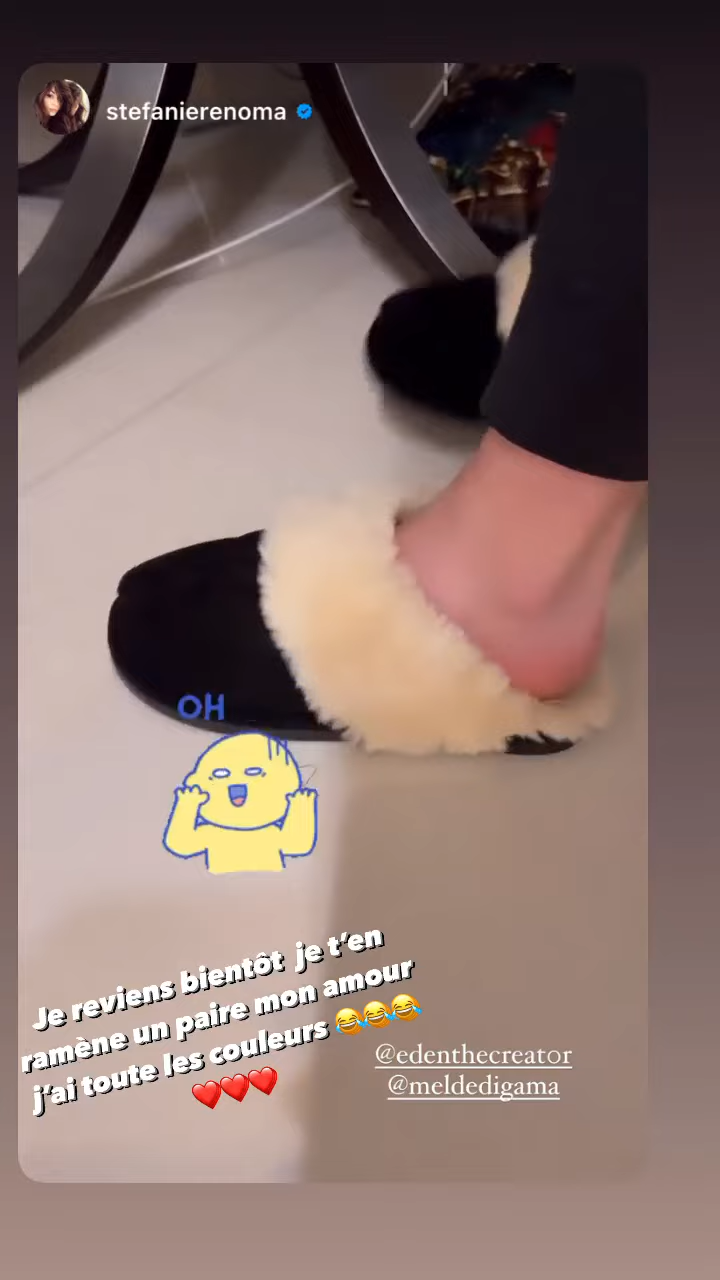 stefanierenoma
OH
Je reviens bientôt je t'en
ramène un paire mon amour
j'ai toute les couleurs 😂😂😂
❤️❤️❤️
@edenthecreator
@meldedigama